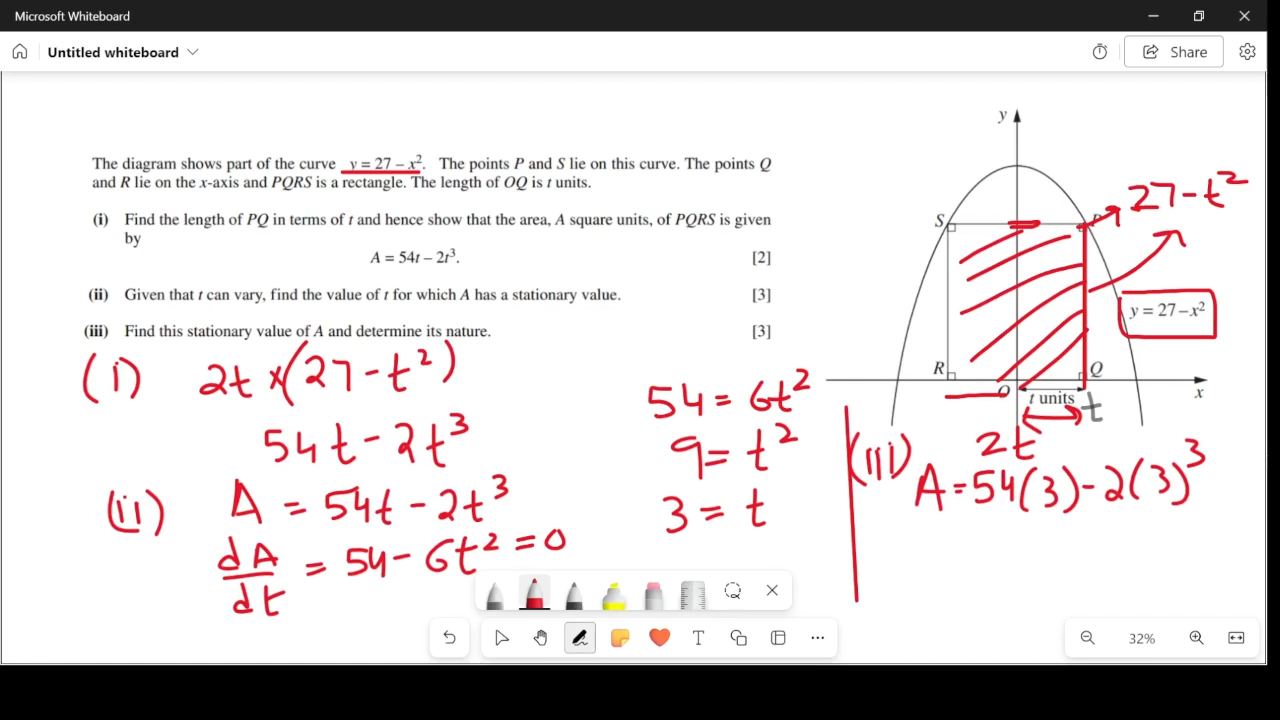 Microsoft Whiteboard
Untitled whiteboard
Share
The diagram shows part of the curve y = 27 – x². The points P and S lie on this curve. The points Q
and R lie on the x-axis and PQRS is a rectangle. The length of OQ is t units.
(i) Find the length of PQ in terms of t and hence show that the area, A square units, of PQRS is given
by
A = 54t – 2t³. [2]
(ii) Given that t can vary, find the value of t for which A has a stationary value. [3]
(iii) Find this stationary value of A and determine its nature. [3]
(i) 2t × (27 - t²)
54t - 2t³
(ii) A = 54t - 2t³
dA/dt = 54 - 6t² = 0
54 = 6t²
9 = t²
3 = t
y
27 - t²
S
P
y = 27 – x²
R
Q
O
x
t units
t
2t
(iii)
A = 54(3) - 2(3)³
T
32%